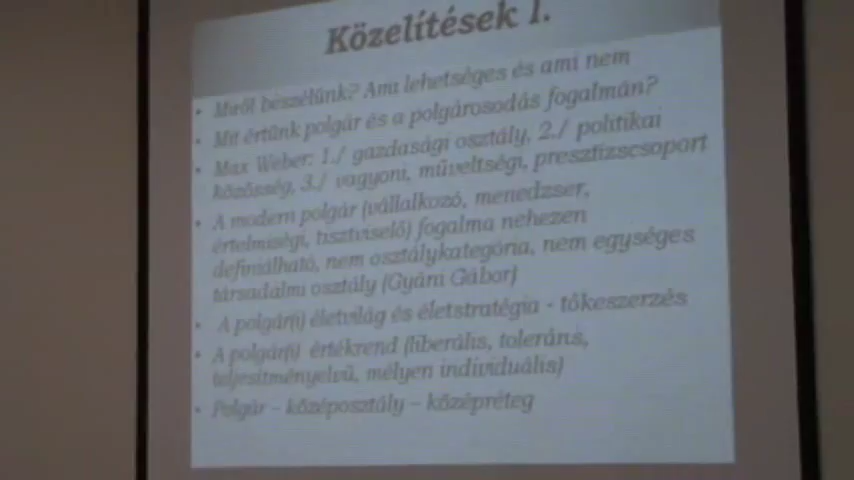 Közelítések I.
• Miről beszélünk? Ami lehetséges és ami nem
• Mit értünk polgár és a polgárosodás fogalmán?
• Max Weber: 1./ gazdasági osztály, 2./ politikai
közösség, 3./ vagyoni, műveltségi, presztízscsoport
• A modern polgár (vállalkozó, menedzser,
értelmiségi, tisztviselő) fogalma nehezen
definiálható, nem osztálykategória, nem egységes
társadalmi osztály (Gyáni Gábor)
• A polgár(i) életvilág és életstratégia - tőkeszerzés
• A polgár(i) értékrend (liberális, toleráns,
teljesítményelvű, mélyen individuális)
• Polgár – középosztály – középréteg